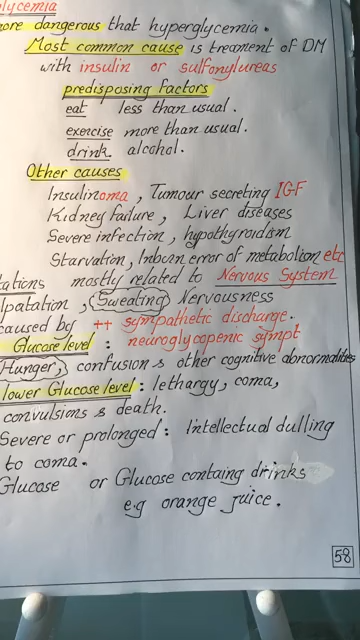 lycemia
ore dangerous that hyperglycemia.
Most common cause is treament of DM
with insulin or sulfonylureas
predisposing factors
eat less than usual.
exercise more than usual.
drink alcohol.
Other causes
Insulinoma, Tumour secreting IGF
Kidney failure, Liver diseases
Severe infection, hypothyroidism
Starvation, Inborn error of metabolism etc
tations mostly related to Nervous System
lpatation, Sweating, Nervousness
caused by ++ sympathetic discharge.
Glucose level : neuroglycopenic sympt
Hunger, confusion & other cognitive abnormalities
lower Glucose level: lethargy, coma,
convulsions & death.
Severe or prolonged: Intellectual dulling
to coma.
Glucose or Glucose containg drinks
e.g orange juice.
58